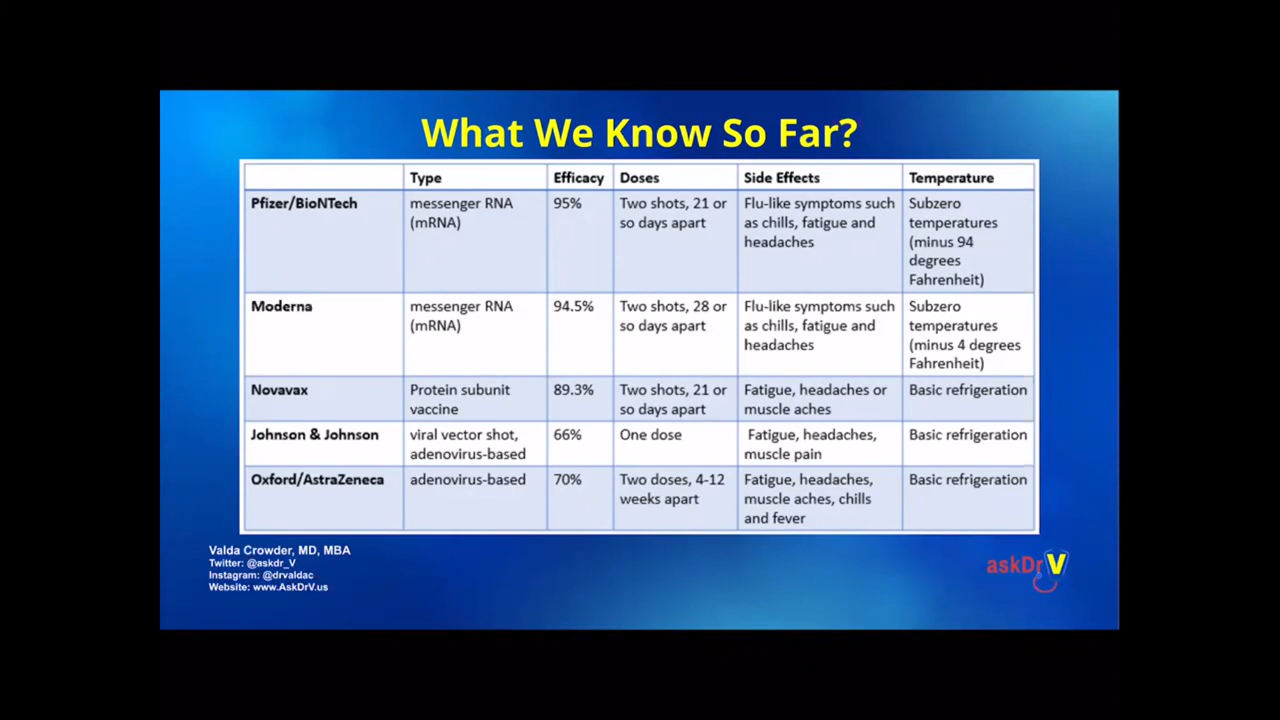 What We Know So Far?
Type Efficacy Doses Side Effects Temperature
Pfizer/BioNTech messenger RNA 95% Two shots, 21 or Flu-like symptoms such Subzero
(mRNA) so days apart as chills, fatigue and temperatures
headaches (minus 94
degrees
Fahrenheit)
Moderna messenger RNA 94.5% Two shots, 28 or Flu-like symptoms such Subzero
(mRNA) so days apart as chills, fatigue and temperatures
headaches (minus 4 degrees
Fahrenheit)
Novavax Protein subunit 89.3% Two shots, 21 or Fatigue, headaches or Basic refrigeration
vaccine so days apart muscle aches
Johnson & Johnson viral vector shot, 66% One dose Fatigue, headaches, Basic refrigeration
adenovirus-based muscle pain
Oxford/AstraZeneca adenovirus-based 70% Two doses, 4-12 Fatigue, headaches, Basic refrigeration
weeks apart muscle aches, chills
and fever
Valda Crowder, MD, MBA
Twitter: @askdr_V
Instagram: @drvaldac
Website: www.AskDrV.us
askDrV